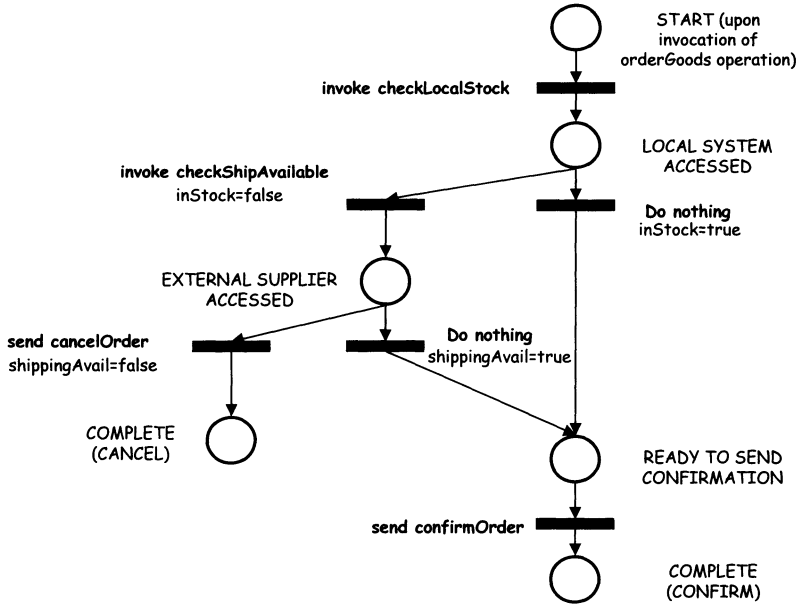 START (upon
invocation of
orderGoods operation)
invoke checkLocalStock
LOCAL SYSTEM
ACCESSED
invoke checkShipAvailable
inStock=false
Do nothing
inStock=true
EXTERNAL SUPPLIER
ACCESSED
send cancelOrder
shippingAvail=false
Do nothing
shippingAvail=true
COMPLETE
(CANCEL)
READY TO SEND
CONFIRMATION
send confirmOrder
COMPLETE
(CONFIRM)